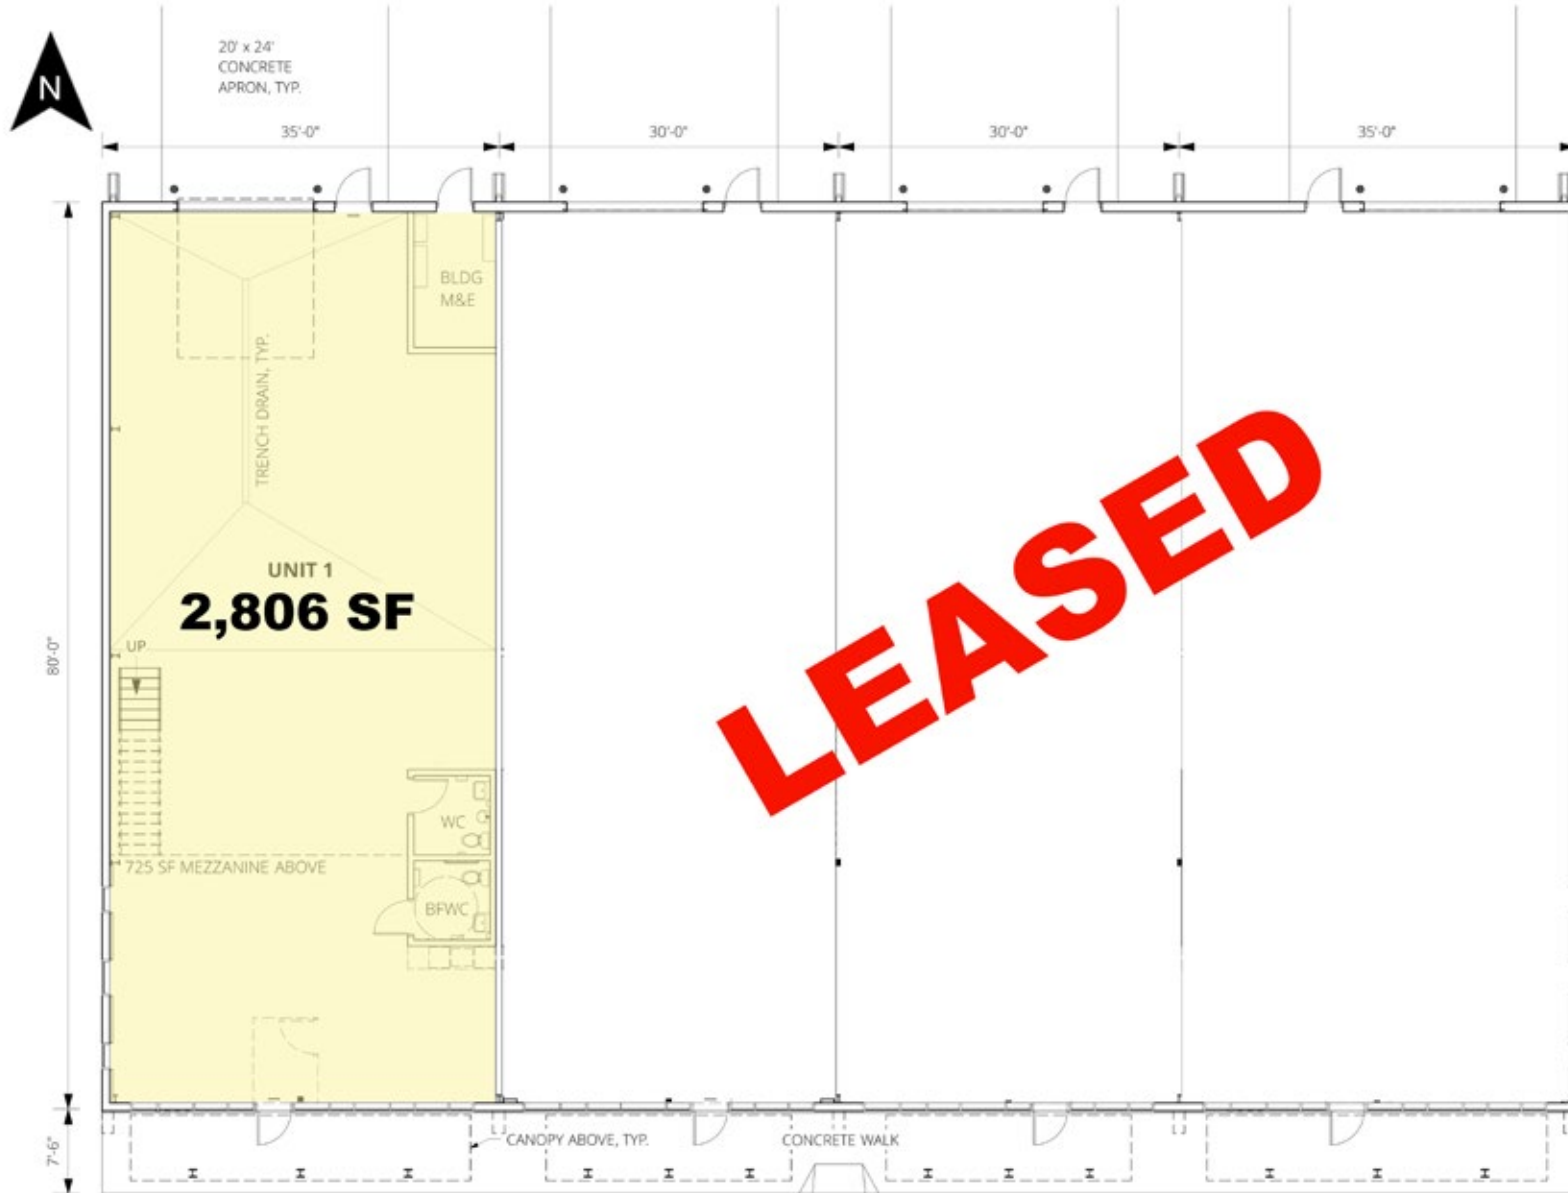 N
20' x 24'
CONCRETE
APRON, TYP.
35'-0"
30'-0"
30'-0"
35'-0"
BLDG
M&E
TRENCH DRAIN, TYP.
UNIT 1
2,806 SF
LEASED
80'-0"
UP
WC
725 SF MEZZANINE ABOVE
BFWC
7'-6"
CANOPY ABOVE, TYP.
CONCRETE WALK